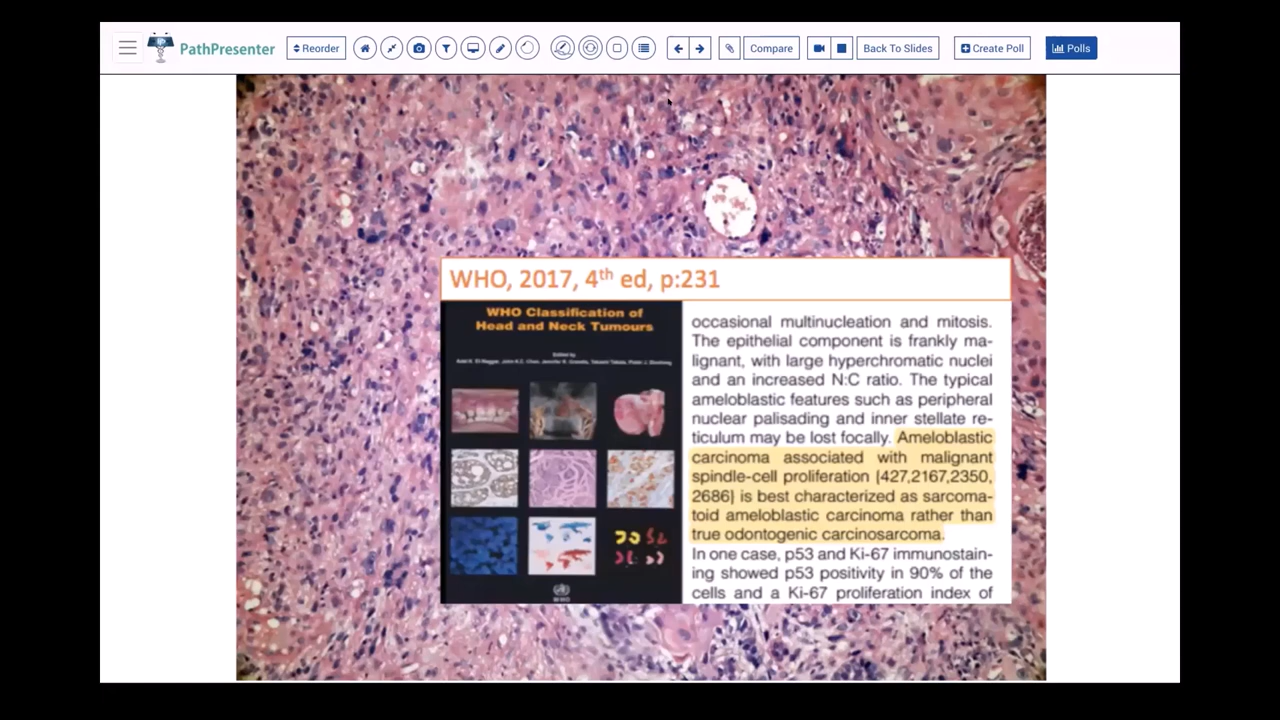 PathPresenter
Reorder
Compare
Back To Slides
Create Poll
Polls
WHO, 2017, 4th ed, p:231
WHO Classification of
Head and Neck Tumours
Edited by
WHO
occasional multinucleation and mitosis.
The epithelial component is frankly ma-
lignant, with large hyperchromatic nuclei
and an increased N:C ratio. The typical
ameloblastic features such as peripheral
nuclear palisading and inner stellate re-
ticulum may be lost focally. Ameloblastic
carcinoma associated with malignant
spindle-cell proliferation {427,2167,2350,
2686} is best characterized as sarcoma-
toid ameloblastic carcinoma rather than
true odontogenic carcinosarcoma.
In one case, p53 and Ki-67 immunostain-
ing showed p53 positivity in 90% of the
cells and a Ki-67 proliferation index of